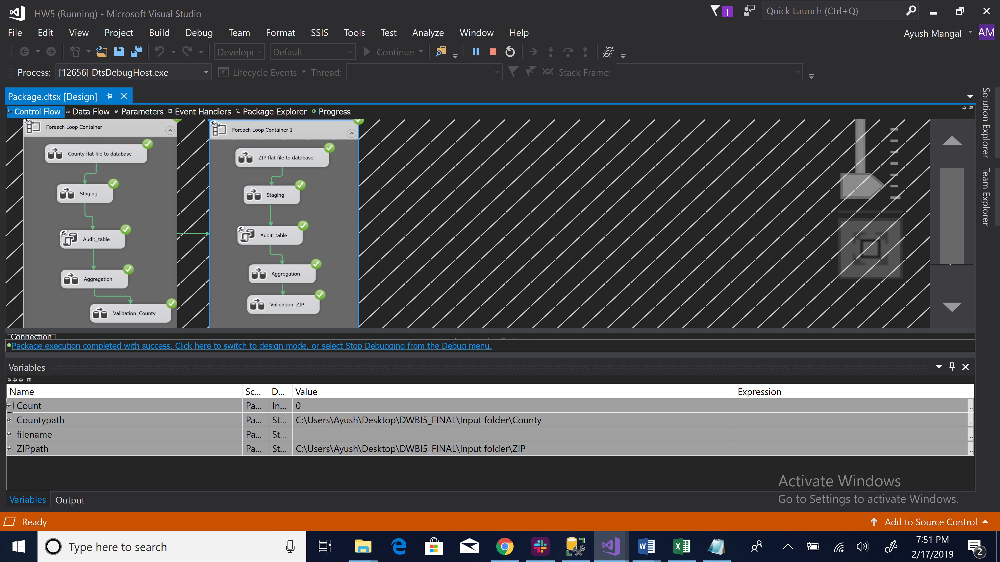 HW5 (Running) - Microsoft Visual Studio
1
Quick Launch (Ctrl+Q)
File Edit View Project Build Debug Team Format SSIS Tools Test Analyze Window Help
Ayush Mangal
AM
Develop
Default
Continue
Process: [12656] DtsDebugHost.exe
Lifecycle Events Thread:
Stack Frame:
Package.dtsx [Design]
Control Flow Data Flow Parameters Event Handlers Package Explorer Progress
Solution Explorer
Team Explorer
Foreach Loop Container
County flat file to database
Staging
Audit_table
Aggregation
Validation_County
Foreach Loop Container 1
ZIP flat file to database
Staging
Audit_table
Aggregation
Validation_ZIP
Connection
Package execution completed with success. Click here to switch to design mode, or select Stop Debugging from the Debug menu.
Variables
Name Sc... D... Value Expression
Count Pa... In... 0
Countypath Pa... St... C:\Users\Ayush\Desktop\DWBI5_FINAL\Input folder\County
filename Pa... St...
ZIPpath Pa... St... C:\Users\Ayush\Desktop\DWBI5_FINAL\Input folder\ZIP
Activate Windows
Go to Settings to activate Windows.
Variables Output
Ready
Add to Source Control
Type here to search
7:51 PM
2/17/2019
2